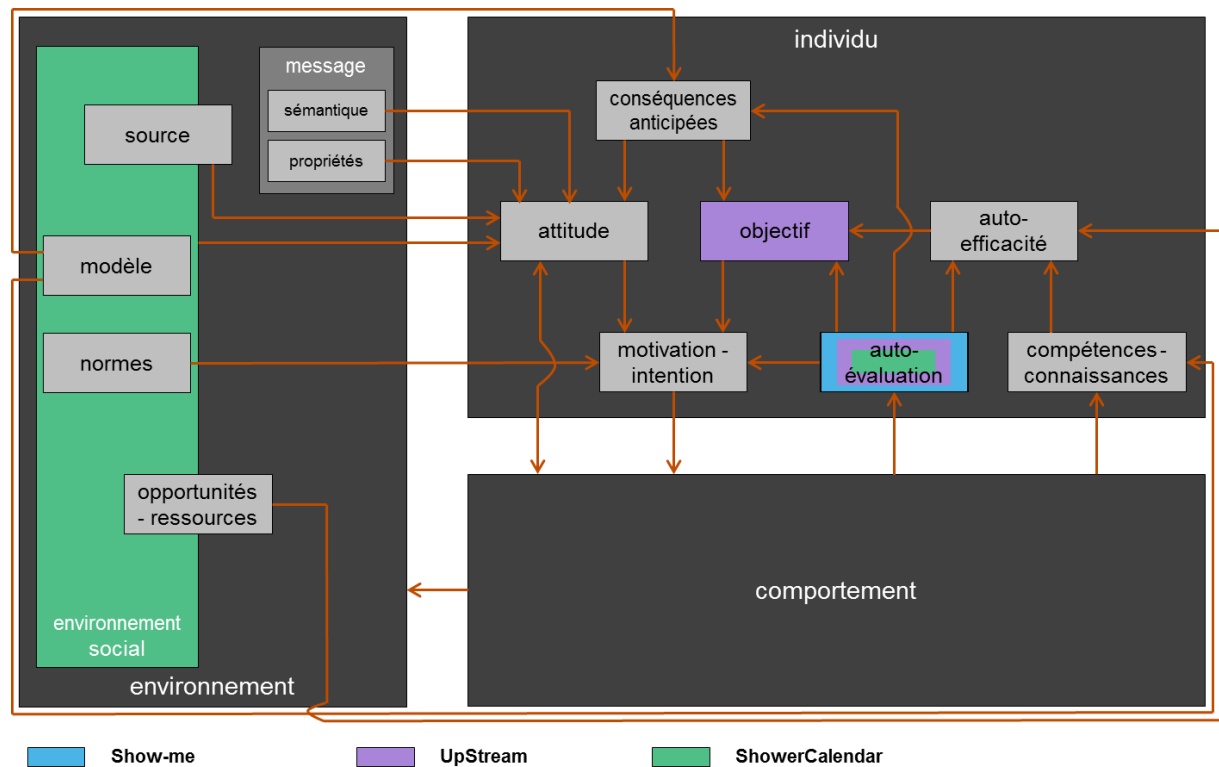 individu
message
sémantique
propriétés
source
modèle
normes
opportunités
- ressources
environnement
social
environnement
conséquences
anticipées
attitude
objectif
auto-
efficacité
motivation -
intention
auto-
évaluation
compétences -
connaissances
comportement
Show-me
UpStream
ShowerCalendar